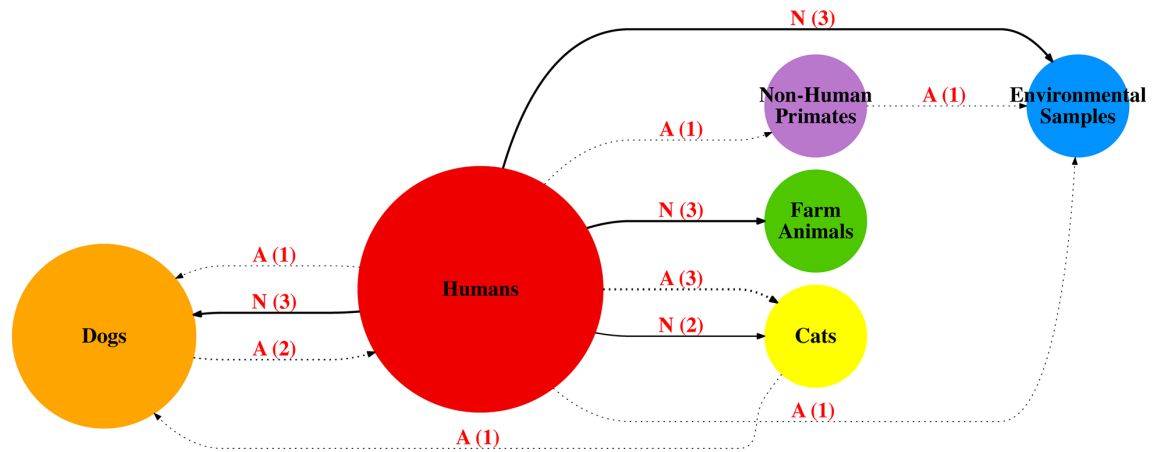 N (3)
Non-Human
Primates
A (1)
Environmental
Samples
A (1)
N (3)
Farm
Animals
A (1)
Humans
A (3)
N (3)
Dogs
N (2)
Cats
A (2)
A (1)
A (1)